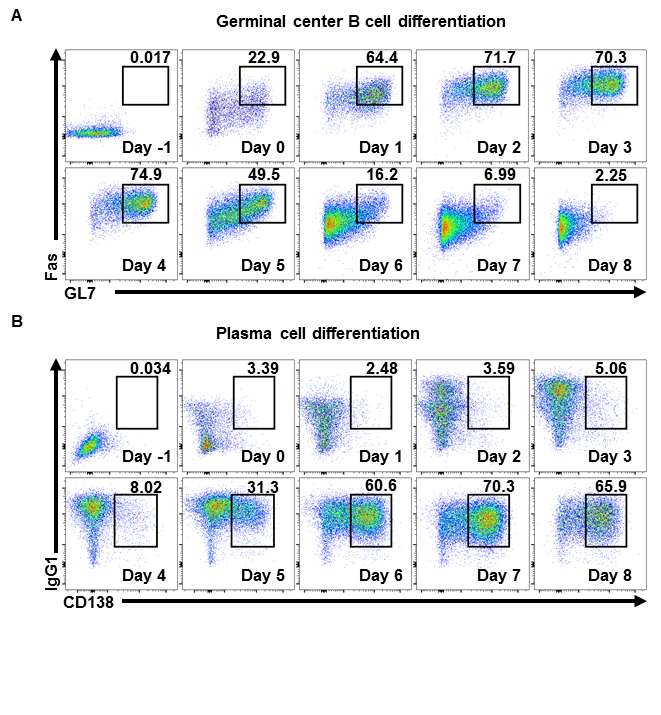 A
Germinal center B cell differentiation
0.017 22.9 64.4 71.7 70.3
Day -1 Day 0 Day 1 Day 2 Day 3
74.9 49.5 16.2 6.99 2.25
Day 4 Day 5 Day 6 Day 7 Day 8
Fas
GL7
B
Plasma cell differentiation
0.034 3.39 2.48 3.59 5.06
Day -1 Day 0 Day 1 Day 2 Day 3
8.02 31.3 60.6 70.3 65.9
Day 4 Day 5 Day 6 Day 7 Day 8
IgG1
CD138